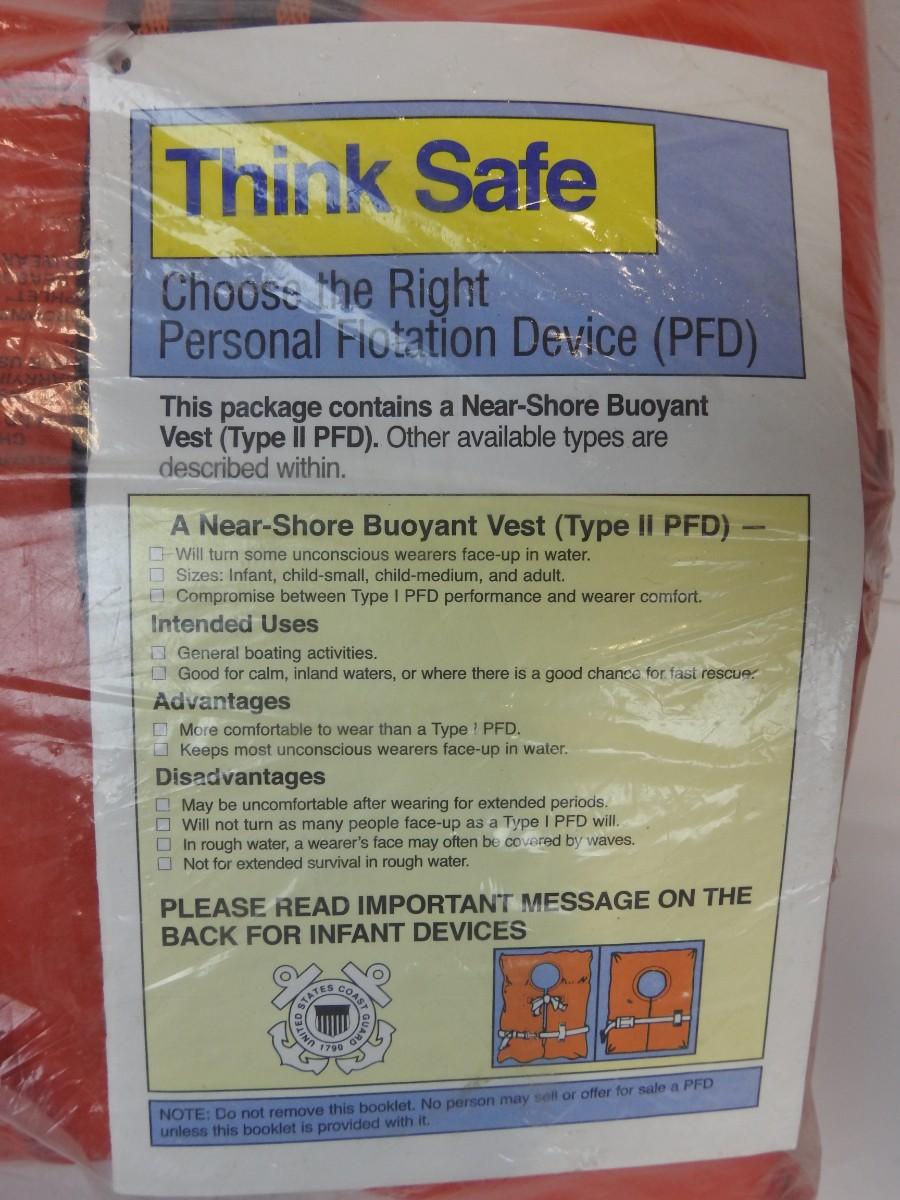 Think Safe
Choose the Right
Personal Flotation Device (PFD)
This package contains a Near-Shore Buoyant
Vest (Type II PFD). Other available types are
described within.
A Near-Shore Buoyant Vest (Type II PFD) —
Will turn some unconscious wearers face-up in water.
Sizes: Infant, child-small, child-medium, and adult.
Compromise between Type I PFD performance and wearer comfort.
Intended Uses
General boating activities.
Good for calm, inland waters, or where there is a good chance for fast rescue.
Advantages
More comfortable to wear than a Type I PFD.
Keeps most unconscious wearers face-up in water.
Disadvantages
May be uncomfortable after wearing for extended periods.
Will not turn as many people face-up as a Type I PFD will.
In rough water, a wearer's face may often be covered by waves.
Not for extended survival in rough water.
PLEASE READ IMPORTANT MESSAGE ON THE
BACK FOR INFANT DEVICES
UNITED STATES COAST GUARD
1790
NOTE: Do not remove this booklet. No person may sell or offer for sale a PFD
unless this booklet is provided with it.